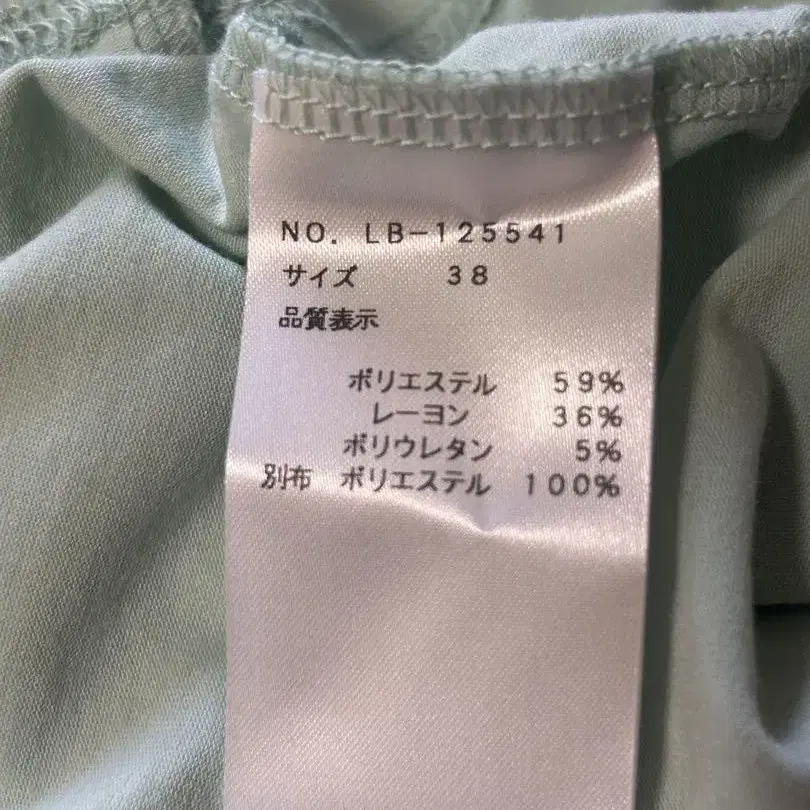 NO. LB-125541
サイズ 38
品質表示
ポリエステル 59%
レーヨン 36%
ポリウレタン 5%
別布 ポリエステル 100%